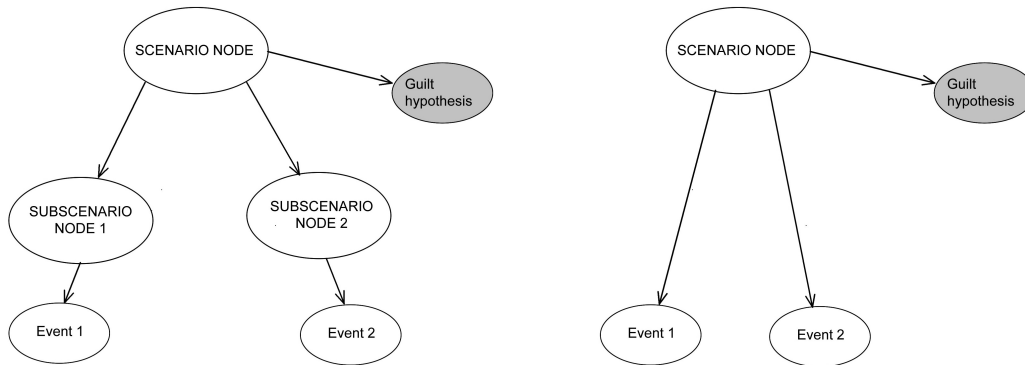 SCENARIO NODE
Guilt
hypothesis
SUBSCENARIO
NODE 1
SUBSCENARIO
NODE 2
Event 1
Event 2
SCENARIO NODE
Guilt
hypothesis
Event 1
Event 2